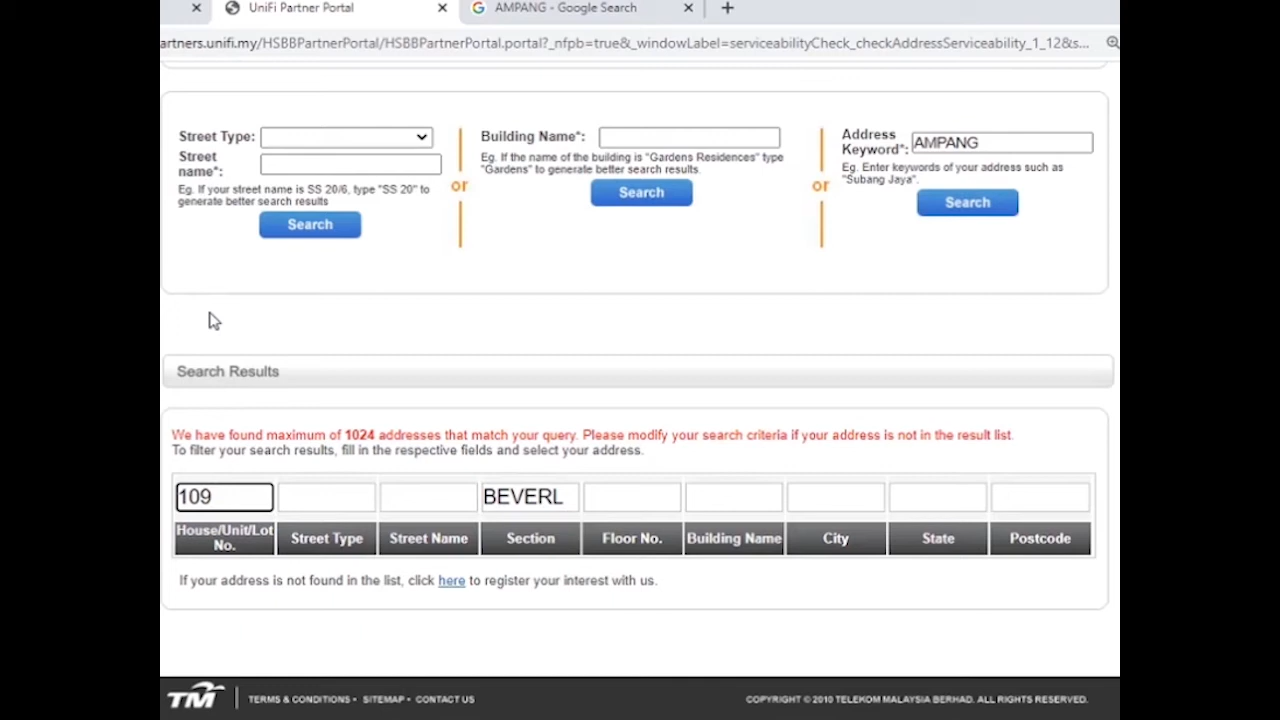 UniFi Partner Portal
AMPANG - Google Search
artners.unifi.my/HSBBPartnerPortal/HSBBPartnerPortal.portal?_nfpb=true&_windowLabel=serviceabilityCheck_checkAddressServiceability_1_12&s...
Street Type:
Street name*:
Eg. If your street name is SS 20/6, type "SS 20" to
generate better search results
Search
or
Building Name*:
Eg. If the name of the building is "Gardens Residences" type
"Gardens" to generate better search results.
Search
or
Address
Keyword*: AMPANG
Eg. Enter keywords of your address such as
"Subang Jaya".
Search
Search Results
We have found maximum of 1024 addresses that match your query. Please modify your search criteria if your address is not in the result list.
To filter your search results, fill in the respective fields and select your address.
109 BEVERL
House/Unit/Lot No. Street Type Street Name Section Floor No. Building Name City State Postcode
If your address is not found in the list, click here to register your interest with us.
TM TERMS & CONDITIONS • SITEMAP • CONTACT US COPYRIGHT © 2010 TELEKOM MALAYSIA BERHAD. ALL RIGHTS RESERVED.